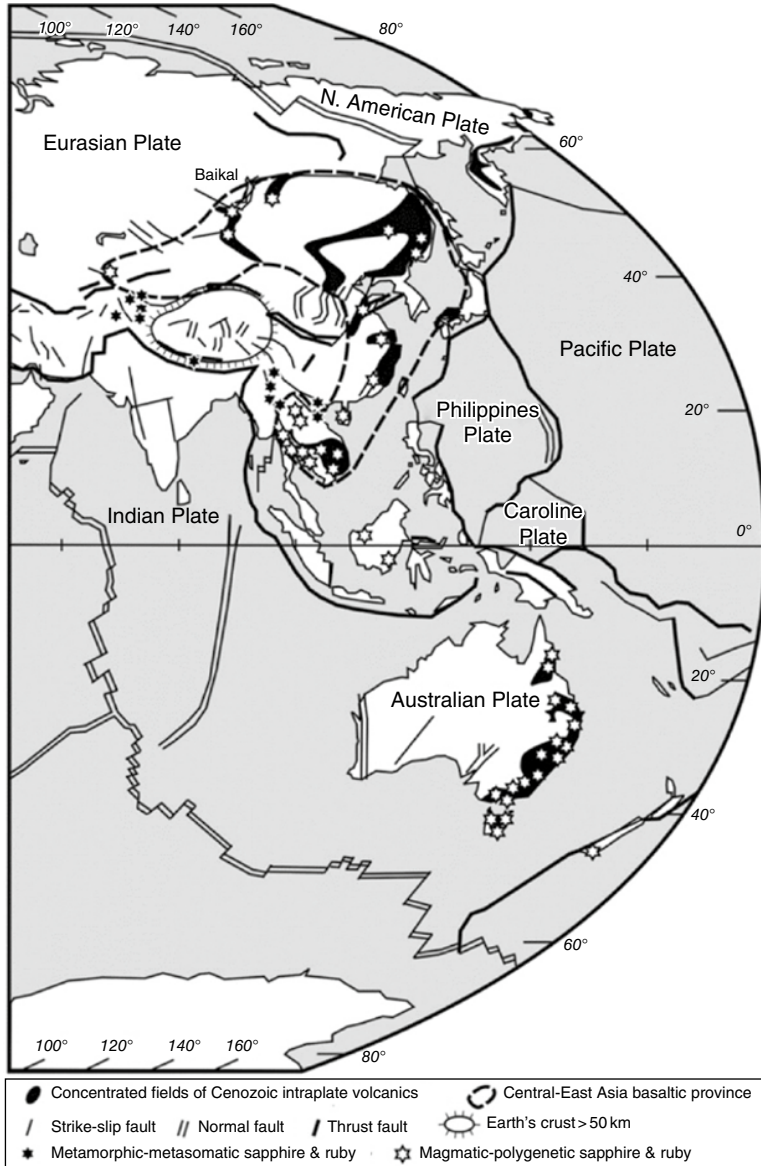 100° 120° 140° 160°
80°
N. American Plate
Eurasian Plate
60°
Baikal
40°
Pacific Plate
20°
Philippines
Plate
Indian Plate
Caroline
Plate
0°
20°
Australian Plate
40°
60°
100° 120° 140° 160°
80°
Concentrated fields of Cenozoic intraplate volcanics Central-East Asia basaltic province
Strike-slip fault Normal fault Thrust fault Earth's crust > 50 km
Metamorphic-metasomatic sapphire & ruby Magmatic-polygenetic sapphire & ruby